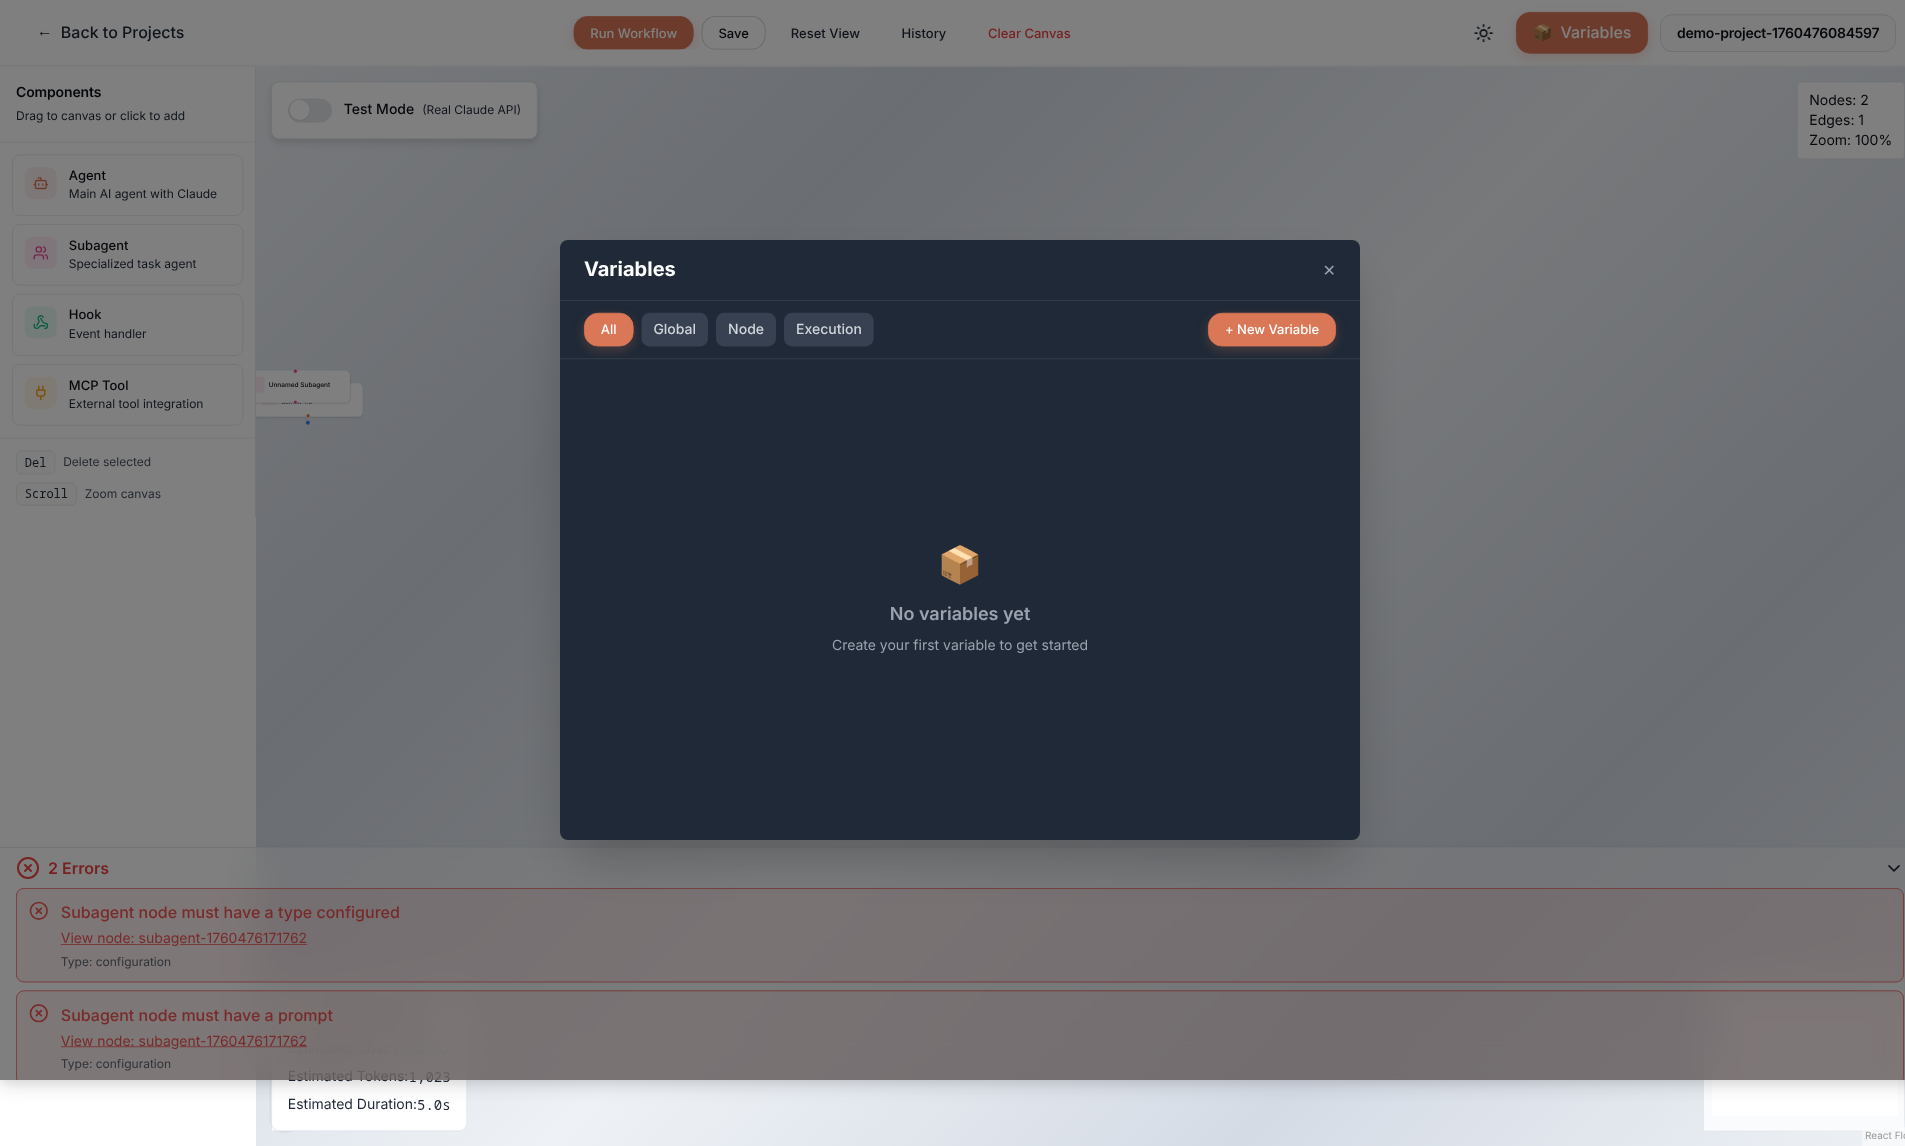 ← Back to Projects
Run Workflow
Save
Reset View
History
Clear Canvas
Variables
demo-project-1760476084597
Components
Drag to canvas or click to add
Agent
Main AI agent with Claude
Subagent
Specialized task agent
Hook
Event handler
MCP Tool
External tool integration
Del Delete selected
Scroll Zoom canvas
Test Mode (Real Claude API)
Nodes: 2
Edges: 1
Zoom: 100%
Unnamed Subagent
Variables
×
All
Global
Node
Execution
+ New Variable
No variables yet
Create your first variable to get started
2 Errors
Subagent node must have a type configured
View node: subagent-1760476171762
Type: configuration
Subagent node must have a prompt
View node: subagent-1760476171762
Type: configuration
Estimated Tokens:1,023
Estimated Duration:5.0s
React Flo